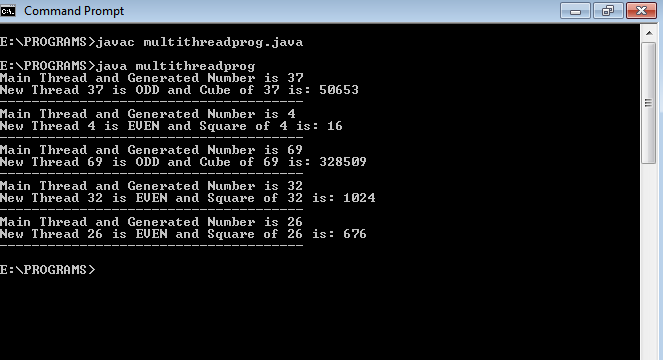 Command Prompt
E:\PROGRAMS>javac multithreadprog.java
E:\PROGRAMS>java multithreadprog
Main Thread and Generated Number is 37
New Thread 37 is ODD and Cube of 37 is: 50653
--------------------------------------
Main Thread and Generated Number is 4
New Thread 4 is EVEN and Square of 4 is: 16
--------------------------------------
Main Thread and Generated Number is 69
New Thread 69 is ODD and Cube of 69 is: 328509
--------------------------------------
Main Thread and Generated Number is 32
New Thread 32 is EVEN and Square of 32 is: 1024
--------------------------------------
Main Thread and Generated Number is 26
New Thread 26 is EVEN and Square of 26 is: 676
--------------------------------------
E:\PROGRAMS>